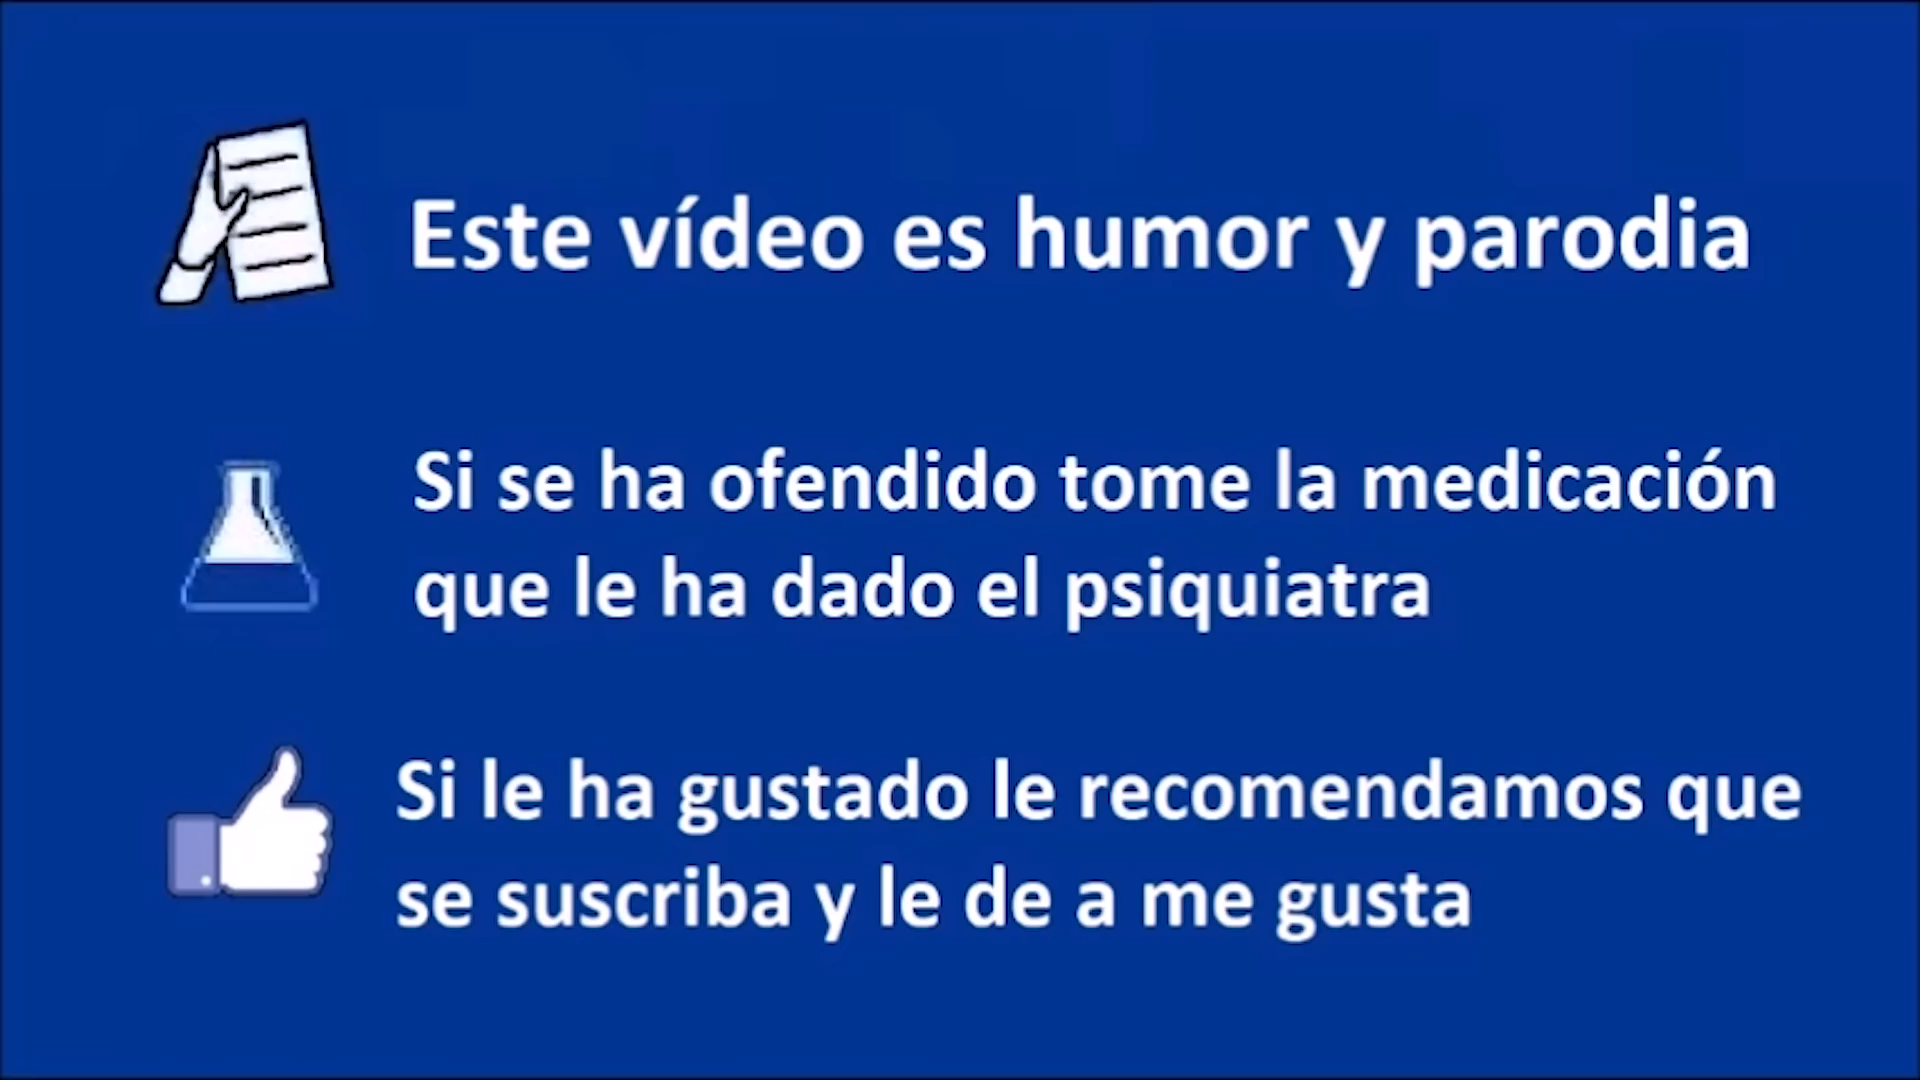 Este vídeo es humor y parodia
Si se ha ofendido tome la medicación
que le ha dado el psiquiatra
Si le ha gustado le recomendamos que
se suscriba y le de a me gusta